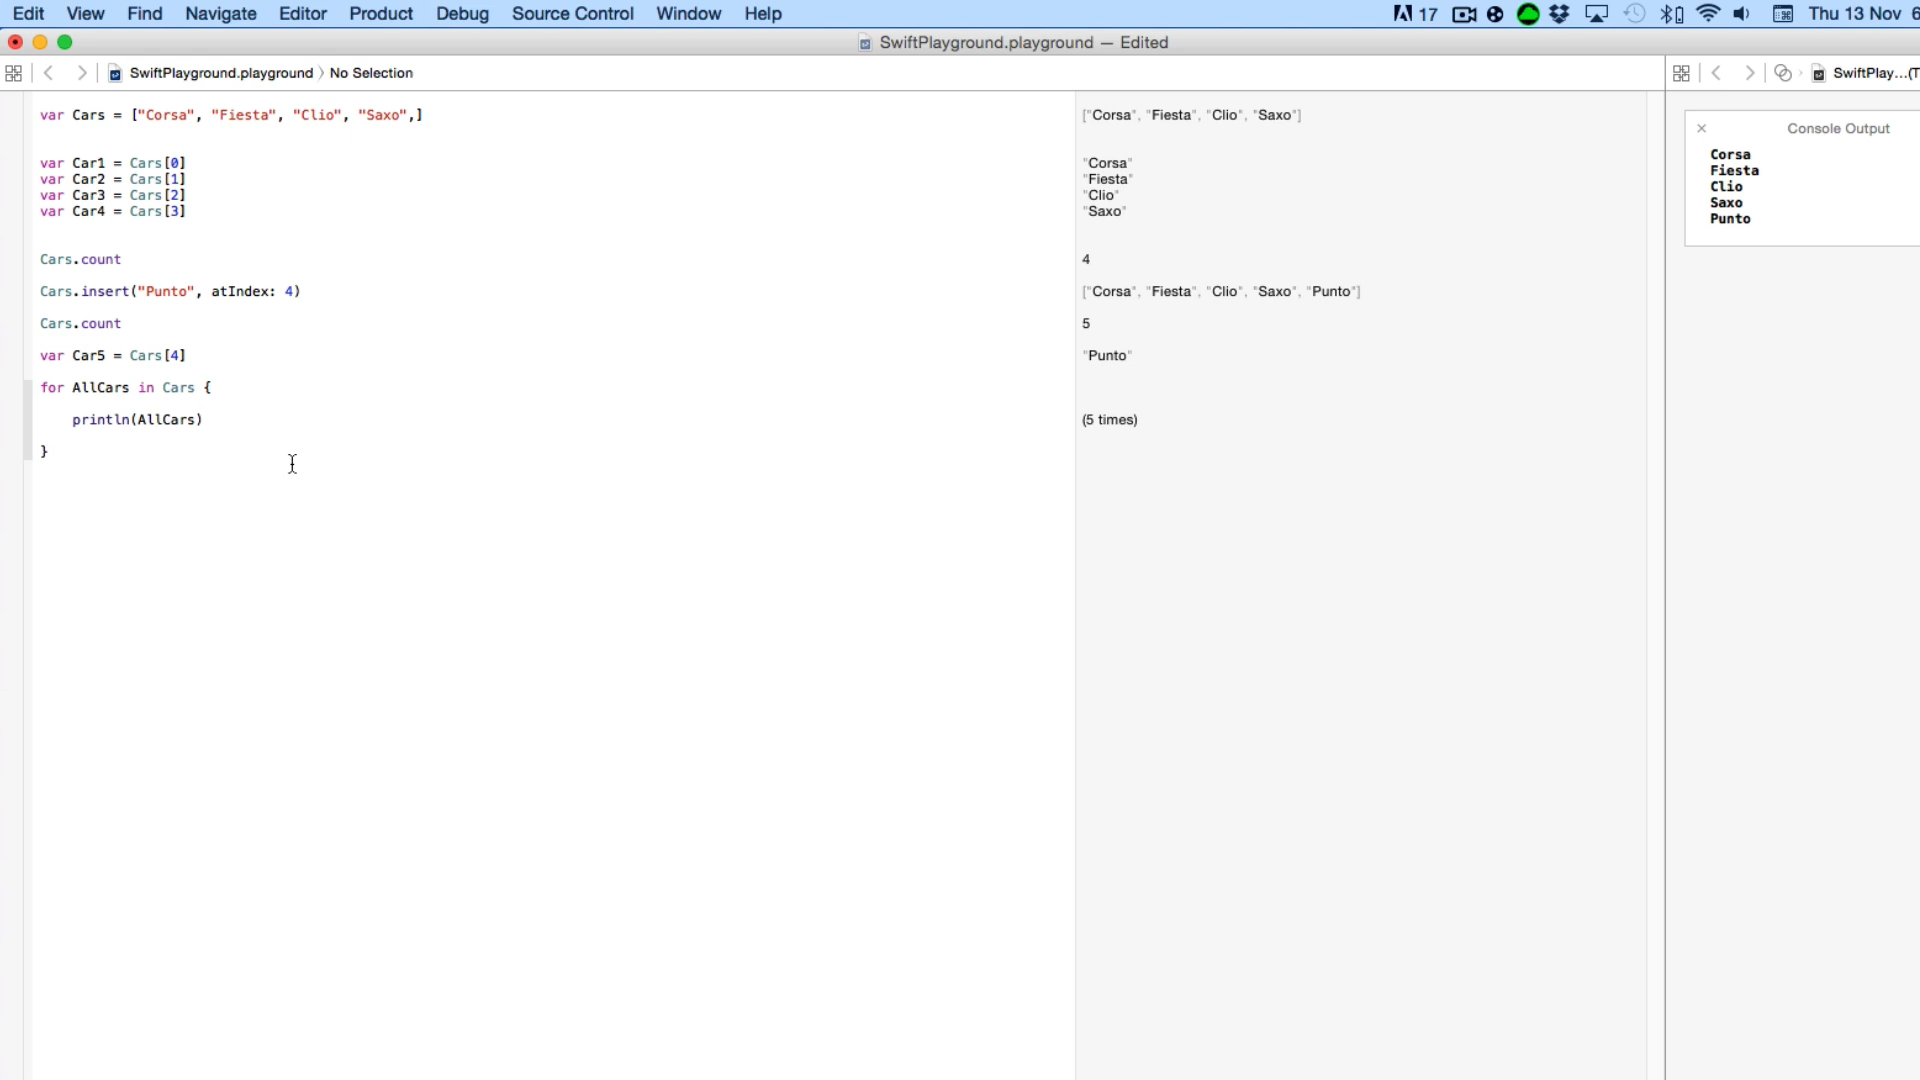 Edit View Find Navigate Editor Product Debug Source Control Window Help 17 Thu 13 Nov 6
SwiftPlayground.playground — Edited
SwiftPlayground.playground No Selection SwiftPlay...(T
var Cars = ["Corsa", "Fiesta", "Clio", "Saxo",] ["Corsa", "Fiesta", "Clio", "Saxo"]
var Car1 = Cars[0] "Corsa"
var Car2 = Cars[1] "Fiesta"
var Car3 = Cars[2] "Clio"
var Car4 = Cars[3] "Saxo"
Cars.count 4
Cars.insert("Punto", atIndex: 4) ["Corsa", "Fiesta", "Clio", "Saxo", "Punto"]
Cars.count 5
var Car5 = Cars[4] "Punto"
for AllCars in Cars {
println(AllCars) (5 times)
}
Console Output
Corsa
Fiesta
Clio
Saxo
Punto